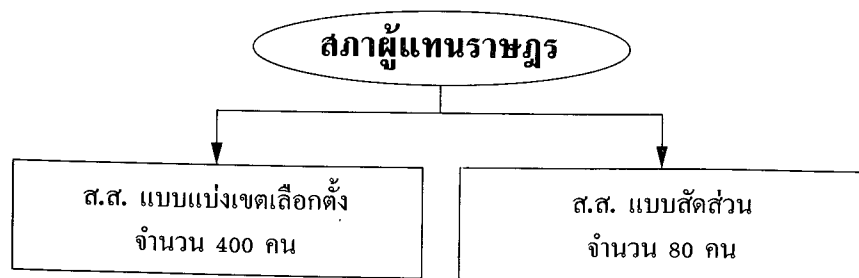 สภาผู้แทนราษฎร
ส.ส. แบบแบ่งเขตเลือกตั้ง
จำนวน 400 คน
ส.ส. แบบสัดส่วน
จำนวน 80 คน